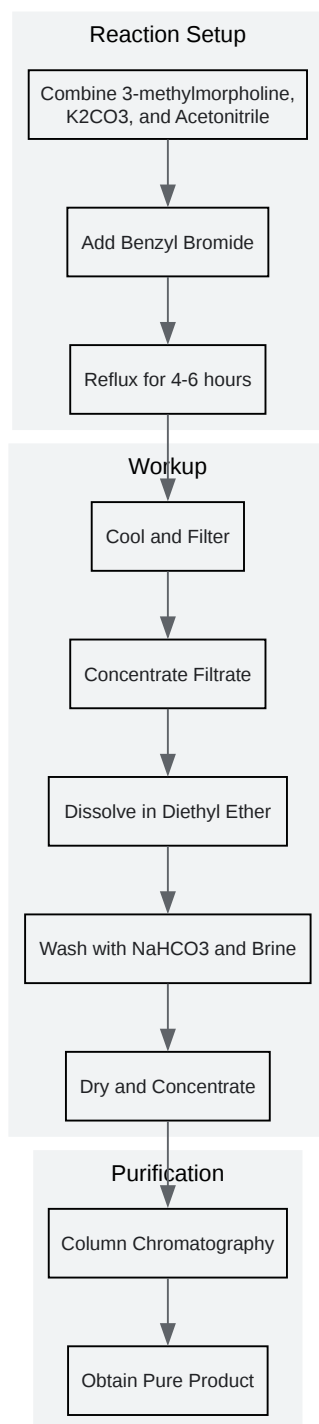 Reaction Setup
Combine 3-methylmorpholine,
K2CO3, and Acetonitrile
Add Benzyl Bromide
Reflux for 4-6 hours
Workup
Cool and Filter
Concentrate Filtrate
Dissolve in Diethyl Ether
Wash with NaHCO3 and Brine
Dry and Concentrate
Purification
Column Chromatography
Obtain Pure Product